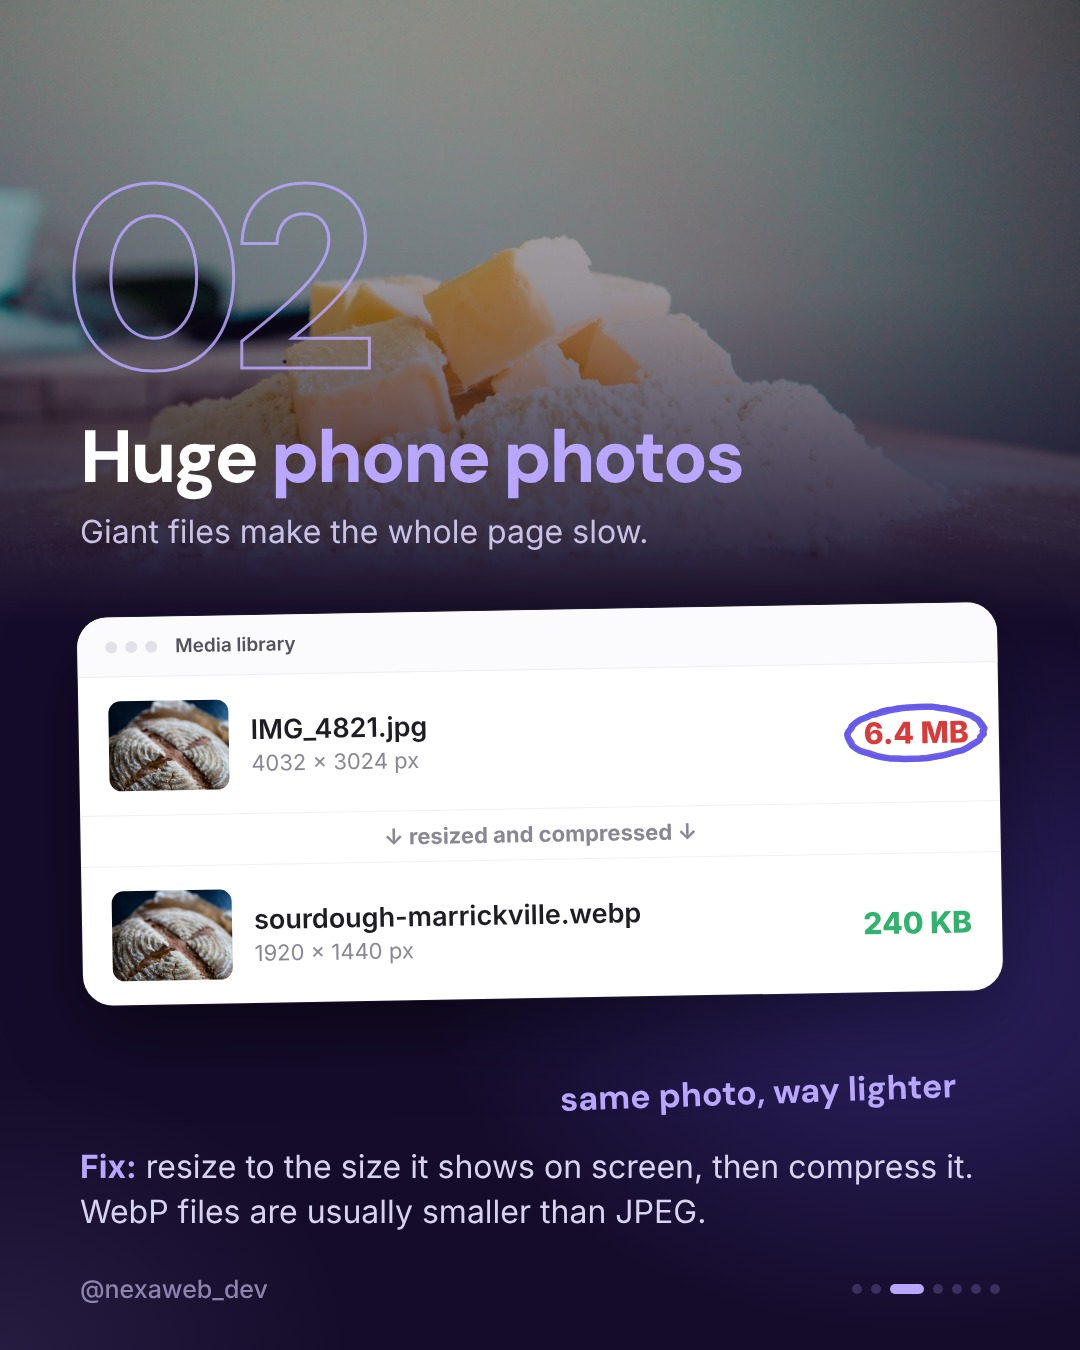 02
Huge phone photos
Giant files make the whole page slow.
Media library
IMG_4821.jpg
6.4 MB
4032 × 3024 px
↓ resized and compressed ↓
sourdough-marrickville.webp
240 KB
1920 × 1440 px
same photo, way lighter
Fix: resize to the size it shows on screen, then compress it.
WebP files are usually smaller than JPEG.
@nexaweb_dev